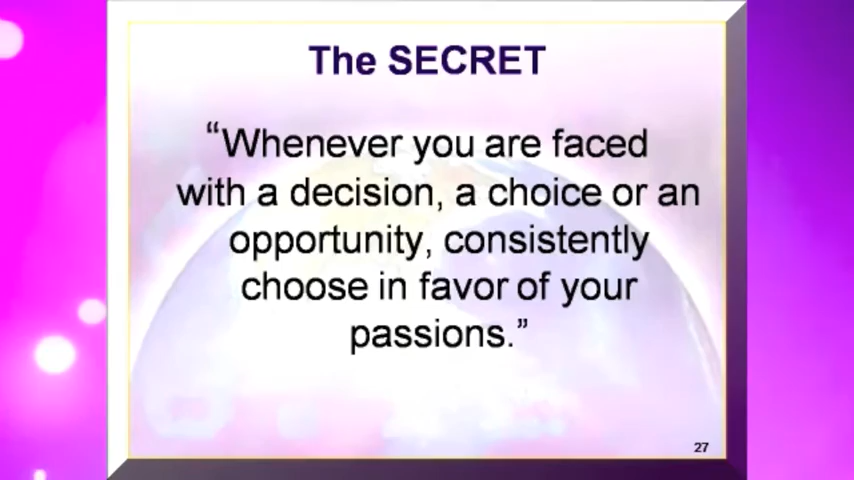 The SECRET
“Whenever you are faced
with a decision, a choice or an
opportunity, consistently
choose in favor of your
passions.”
27